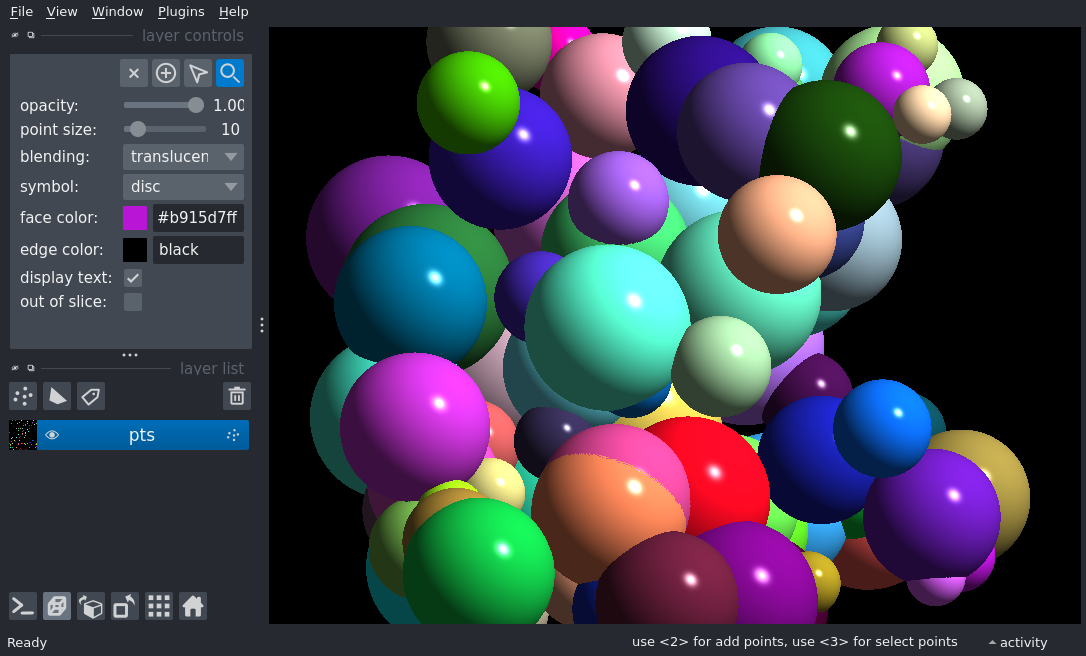 File View Window Plugins Help
layer controls
opacity: 1.00
point size: 10
blending: translucen
symbol: disc
face color: #b915d7ff
edge color: black
display text:
out of slice:
layer list
pts
Ready
use <2> for add points, use <3> for select points
activity